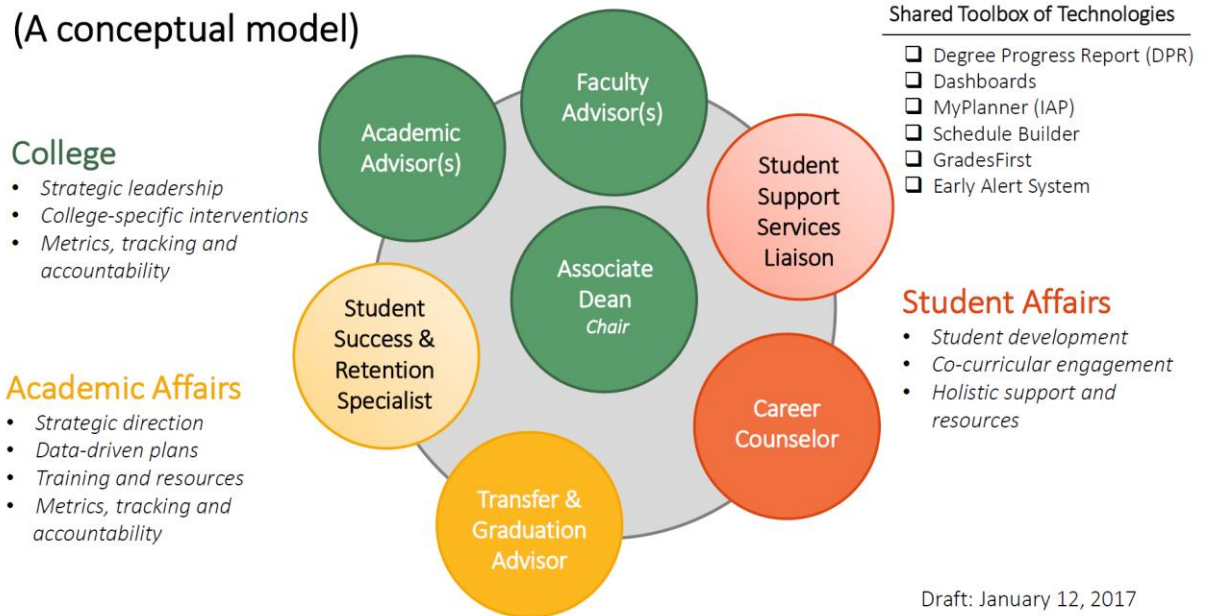 (A conceptual model)
Shared Toolbox of Technologies
❑ Degree Progress Report (DPR)
❑ Dashboards
❑ MyPlanner (IAP)
❑ Schedule Builder
❑ GradesFirst
❑ Early Alert System
College
• Strategic leadership
• College-specific interventions
• Metrics, tracking and
accountability
Academic
Advisor(s)
Faculty
Advisor(s)
Student
Support
Services
Liaison
Associate
Dean
Chair
Student
Success &
Retention
Specialist
Career
Counselor
Transfer &
Graduation
Advisor
Academic Affairs
• Strategic direction
• Data-driven plans
• Training and resources
• Metrics, tracking and
accountability
Student Affairs
• Student development
• Co-curricular engagement
• Holistic support and
resources
Draft: January 12, 2017